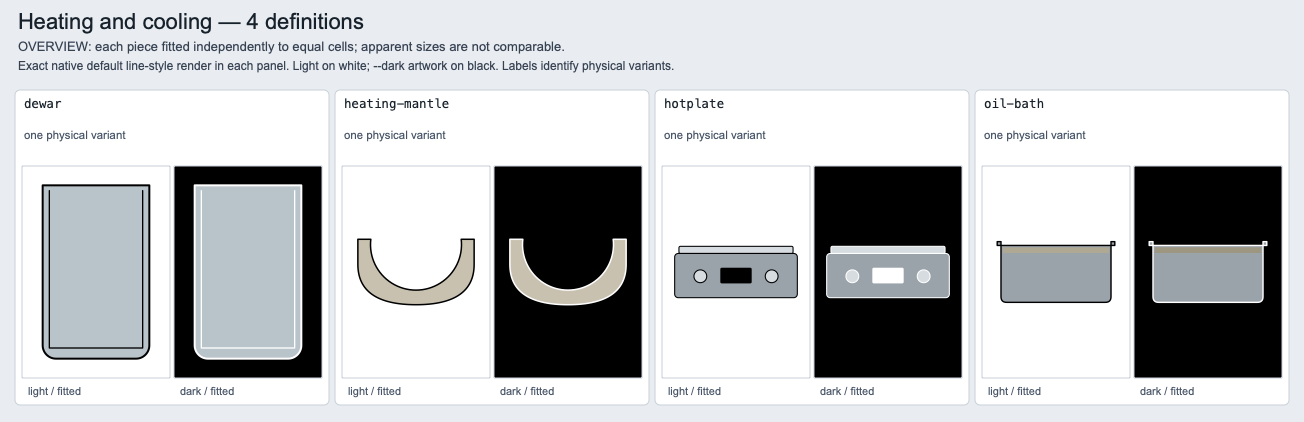 Heating and cooling — 4 definitions
OVERVIEW: each piece fitted independently to equal cells; apparent sizes are not comparable.
Exact native default line-style render in each panel. Light on white; --dark artwork on black. Labels identify physical variants.
dewar
one physical variant
light / fitted
dark / fitted
heating-mantle
one physical variant
light / fitted
dark / fitted
hotplate
one physical variant
light / fitted
dark / fitted
oil-bath
one physical variant
light / fitted
dark / fitted